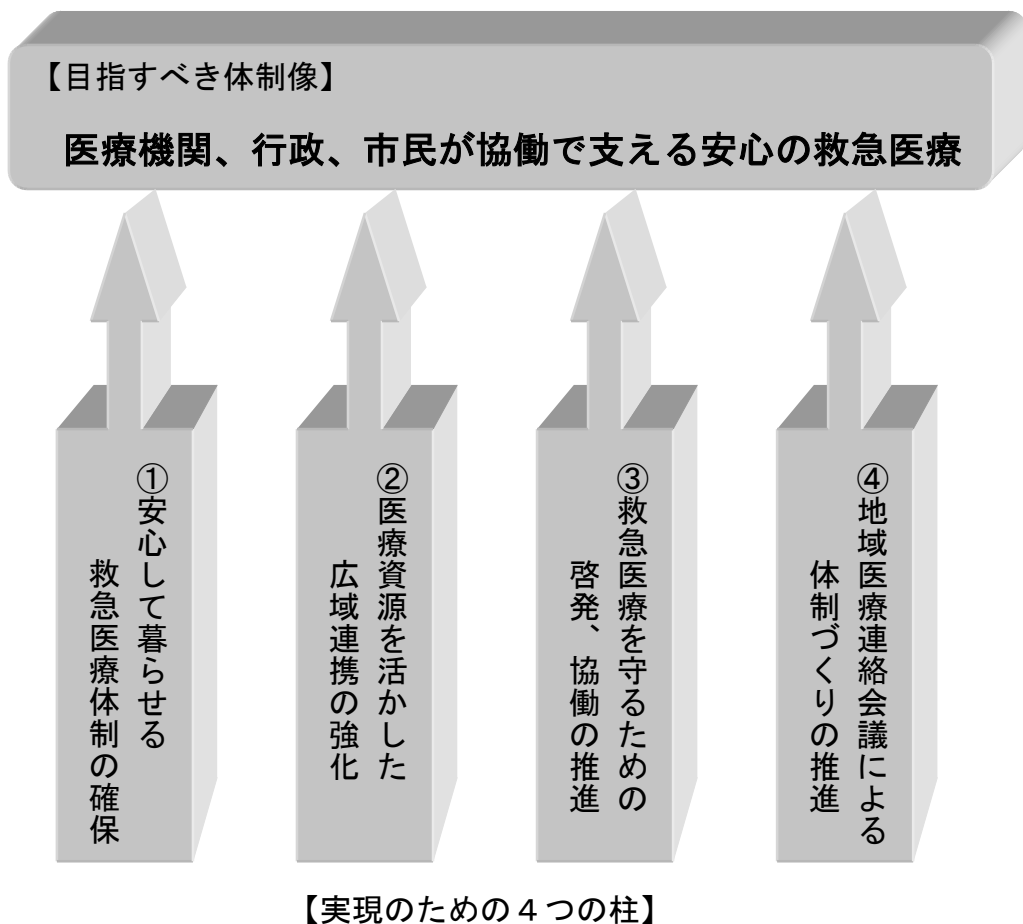 【目指すべき体制像】
医療機関、行政、市民が協働で支える安心の救急医療
①安心して暮らせる
救急医療体制の確保
②医療資源を活かした
広域連携の強化
③救急医療を守るための
啓発、協働の推進
④地域医療連絡会議による
体制づくりの推進
【実現のための４つの柱】